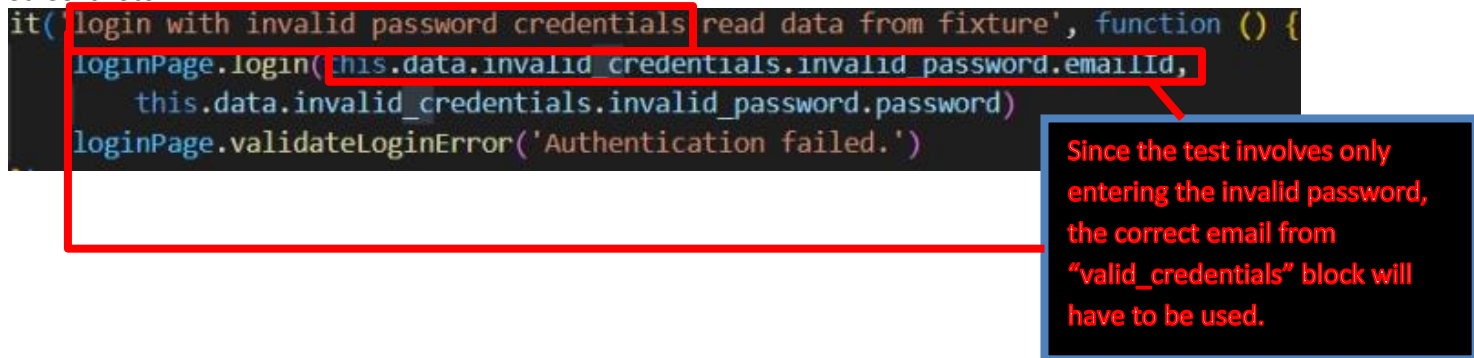 it('login with invalid password credentials read data from fixture', function () {
loginPage.login(this.data.invalid_credentials.invalid_password.emailId,
this.data.invalid_credentials.invalid_password.password)
loginPage.validateLoginError('Authentication failed.')
Since the test involves only
entering the invalid password,
the correct email from
“valid_credentials” block will
have to be used.